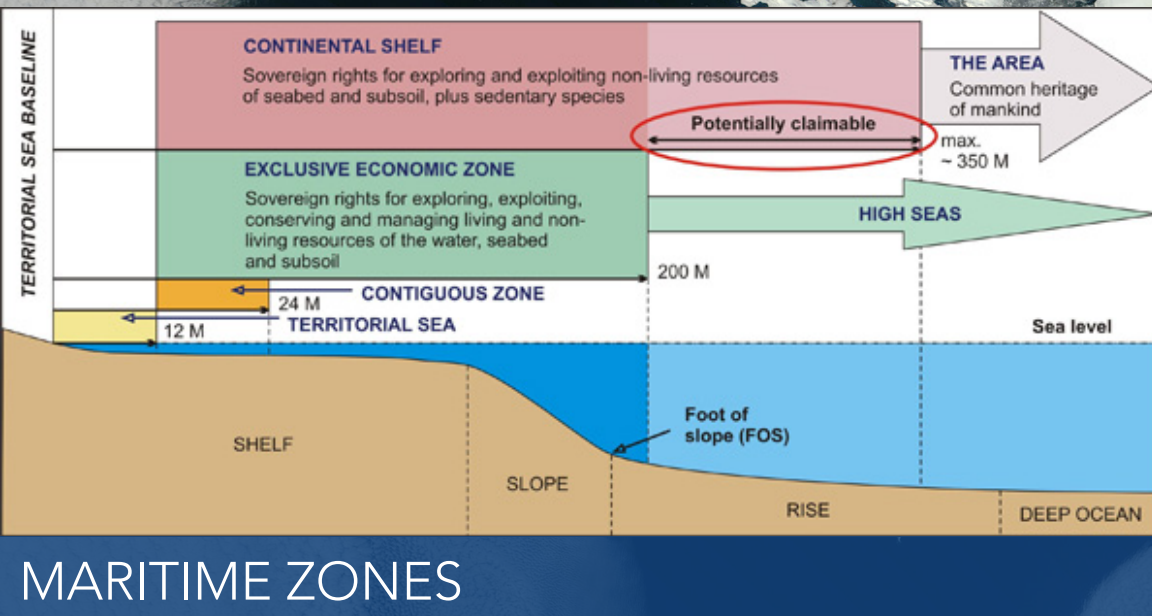 TERRITORIAL SEA BASELINE
CONTINENTAL SHELF
Sovereign rights for exploring and exploiting non-living resources
of seabed and subsoil, plus sedentary species
Potentially claimable
THE AREA
Common heritage
of mankind
max.
~ 350 M
EXCLUSIVE ECONOMIC ZONE
Sovereign rights for exploring, exploiting,
conserving and managing living and non-
living resources of the water, seabed
and subsoil
HIGH SEAS
200 M
CONTIGUOUS ZONE
24 M
TERRITORIAL SEA
12 M
Sea level
Foot of
slope (FOS)
SHELF
SLOPE
RISE
DEEP OCEAN
MARITIME ZONES